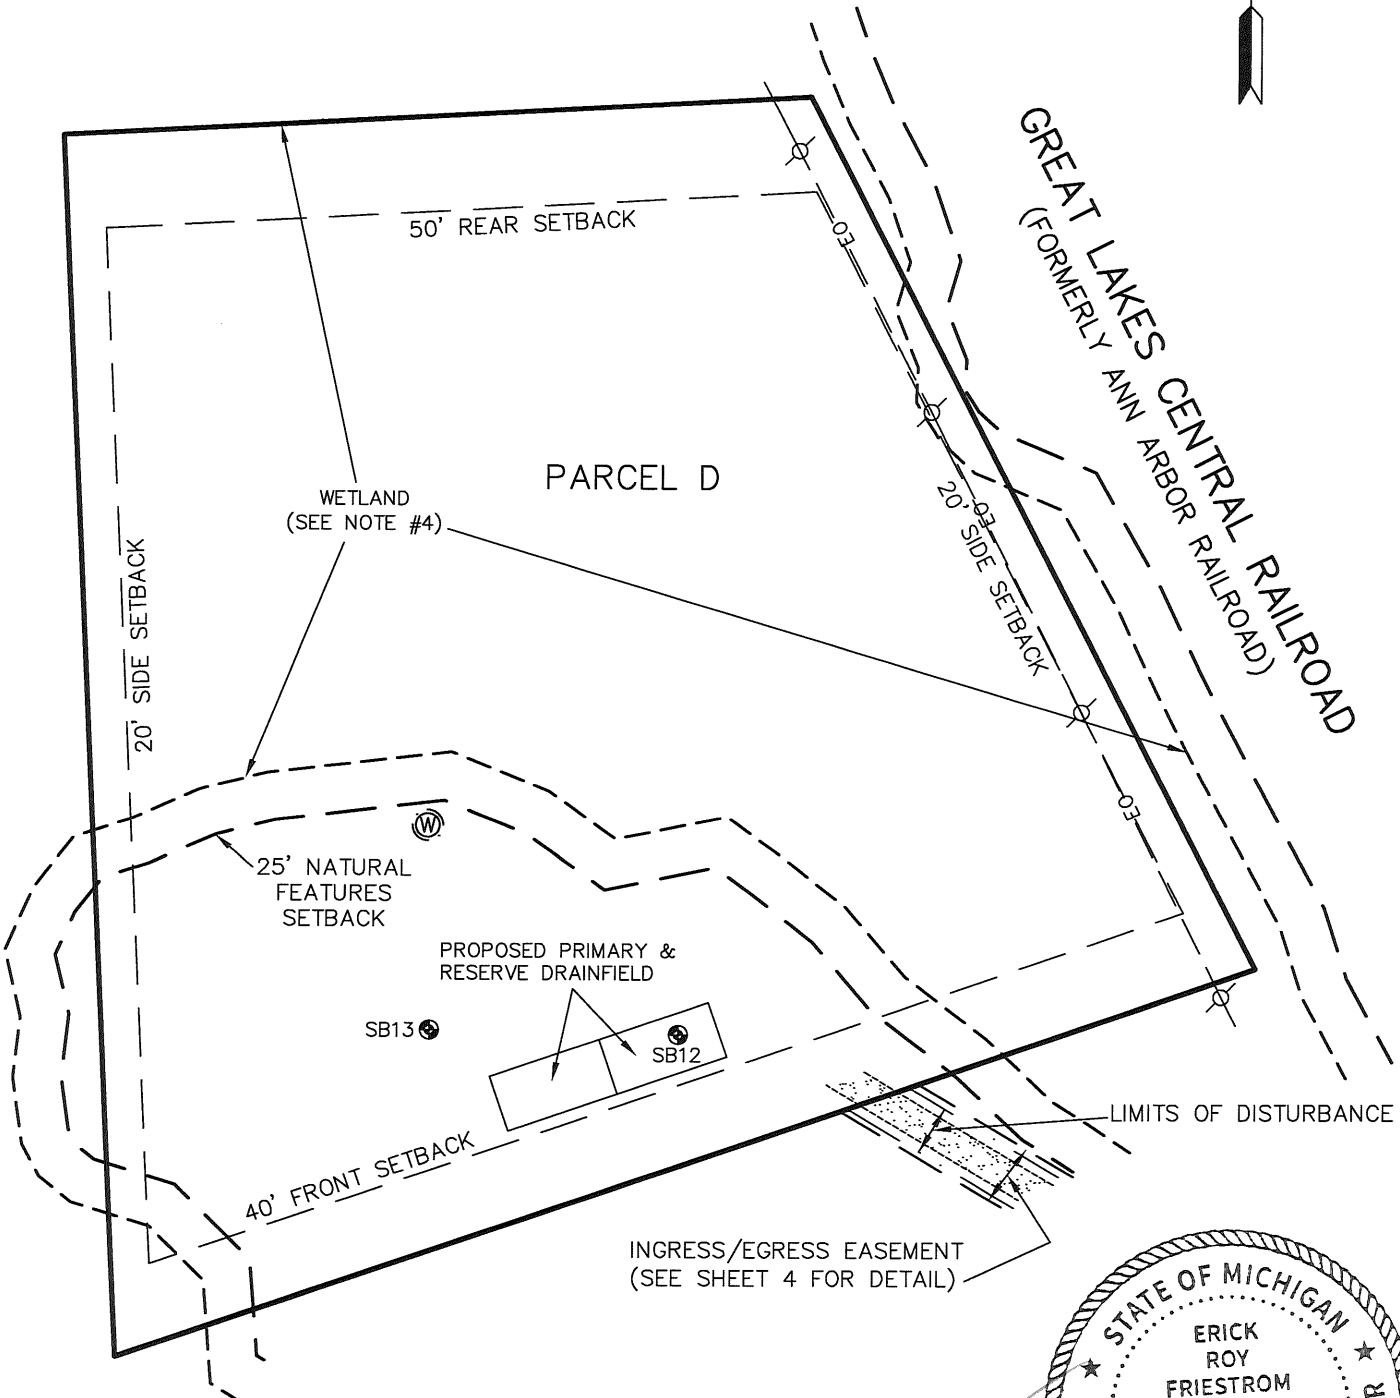 GREAT LAKES CENTRAL RAILROAD
(FORMERLY ANN ARBOR RAILROAD)
50' REAR SETBACK
EO
PARCEL D
WETLAND
(SEE NOTE #4)
20' SIDE SETBACK
EO
20' SIDE SETBACK
EO
W
25' NATURAL
FEATURES
SETBACK
PROPOSED PRIMARY &
RESERVE DRAINFIELD
SB13
SB12
LIMITS OF DISTURBANCE
40' FRONT SETBACK
INGRESS/EGRESS EASEMENT
(SEE SHEET 4 FOR DETAIL)
STATE OF MICHIGAN
ERICK
ROY
FRIESTROM
R